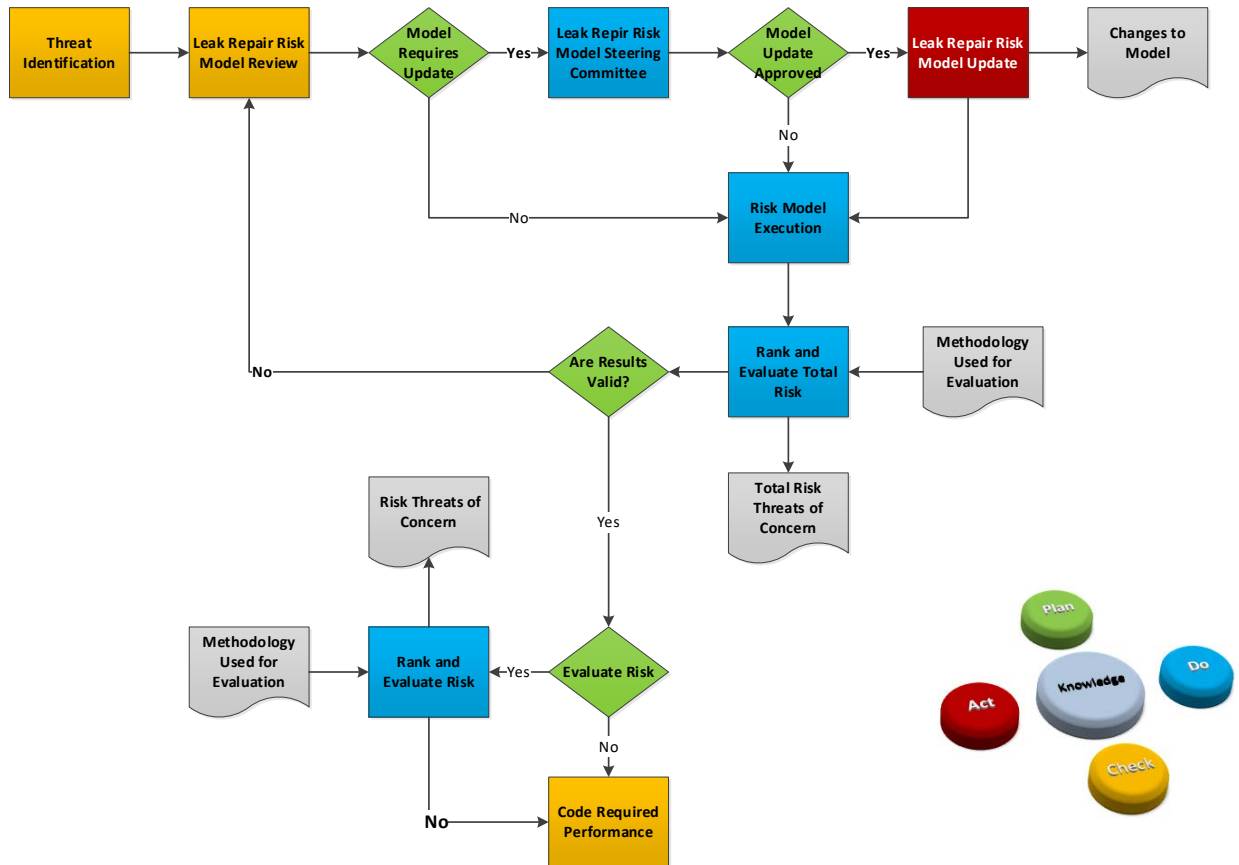 Threat
Identification
Leak Repair Risk
Model Review
Model
Requires
Update
Yes
Leak Repir Risk
Model Steering
Committee
Model
Update
Approved
Yes
Leak Repair Risk
Model Update
Changes to
Model
No
No
Risk Model
Execution
No
Are Results
Valid?
Rank and
Evaluate Total
Risk
Methodology
Used for
Evaluation
Risk Threats of
Concern
Yes
Total Risk
Threats of
Concern
Methodology
Used for
Evaluation
Rank and
Evaluate Risk
Yes
Evaluate Risk
No
No
Code Required
Performance
Plan
Do
Knowledge
Act
Check